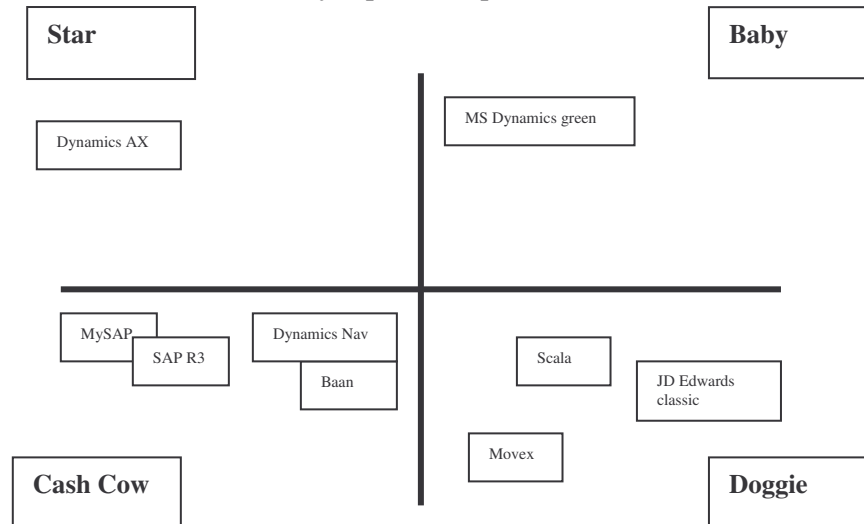 Star
Baby
MS Dynamics green
Dynamics AX
MySAP
SAP R3
Dynamics Nav
Baan
Scala
JD Edwards
classic
Movex
Cash Cow
Doggie